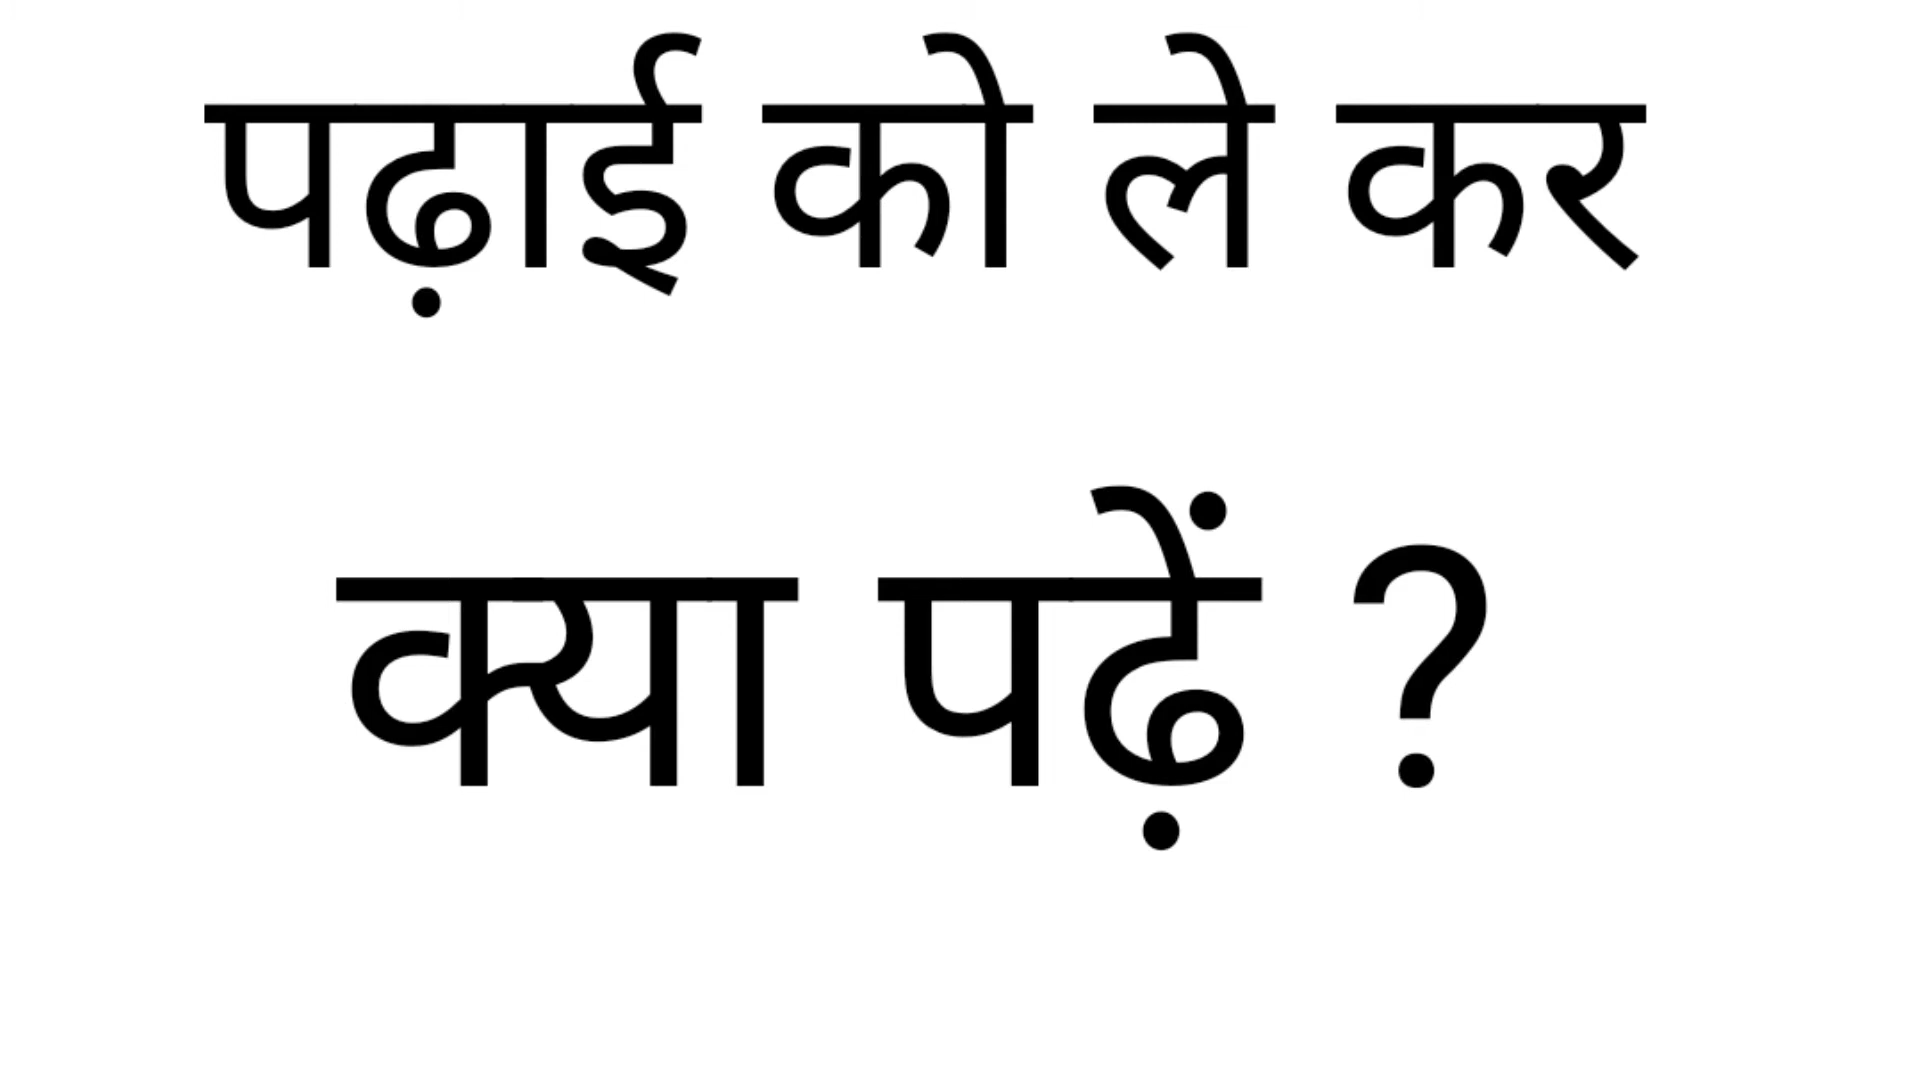 पढ़ाई को ले कर
क्या पढ़ें ?